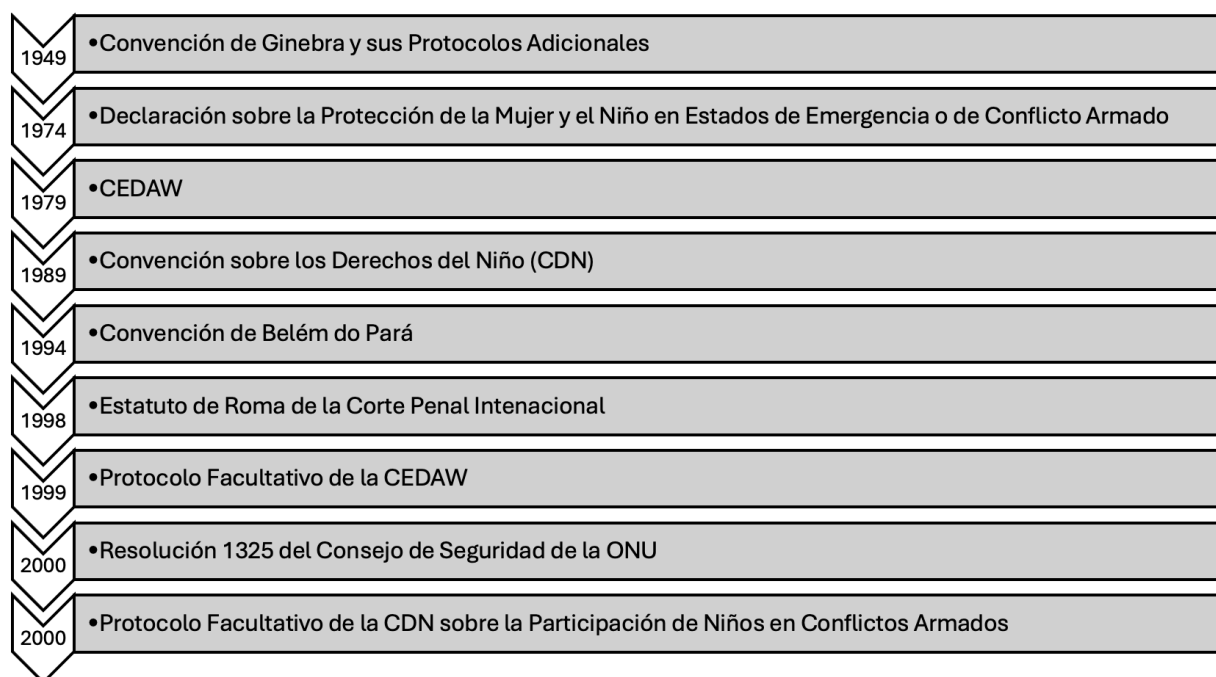 1949
•Convención de Ginebra y sus Protocolos Adicionales
1974
•Declaración sobre la Protección de la Mujer y el Niño en Estados de Emergencia o de Conflicto Armado
1979
•CEDAW
1989
•Convención sobre los Derechos del Niño (CDN)
1994
•Convención de Belém do Pará
1998
•Estatuto de Roma de la Corte Penal Intenacional
1999
•Protocolo Facultativo de la CEDAW
2000
•Resolución 1325 del Consejo de Seguridad de la ONU
2000
•Protocolo Facultativo de la CDN sobre la Participación de Niños en Conflictos Armados